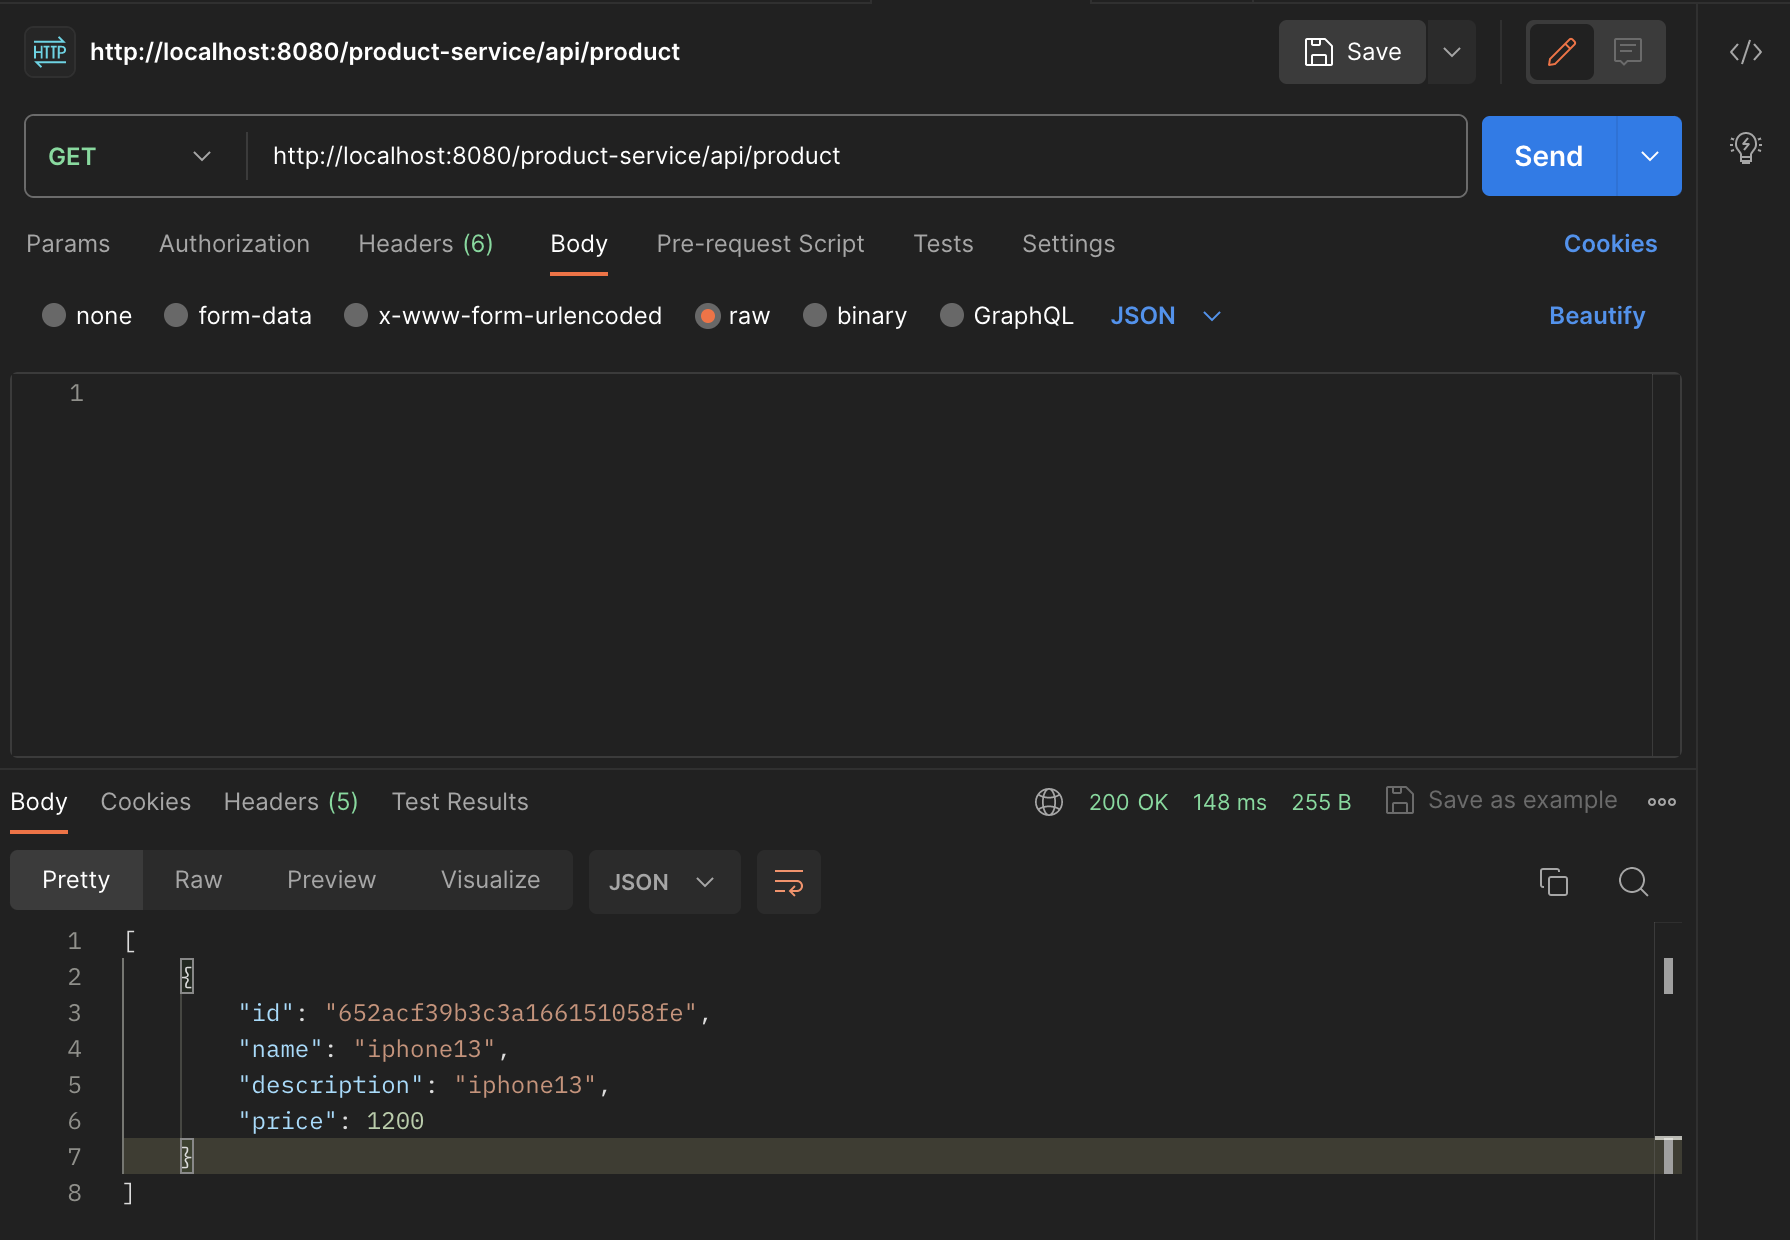 HTTP http://localhost:8080/product-service/api/product Save
GET http://localhost:8080/product-service/api/product Send
Params Authorization Headers (6) Body Pre-request Script Tests Settings Cookies
none form-data x-www-form-urlencoded raw binary GraphQL JSON Beautify
1
Body Cookies Headers (5) Test Results 200 OK 148 ms 255 B Save as example
Pretty Raw Preview Visualize JSON
1 [
2 {
3 "id": "652acf39b3c3a166151058fe",
4 "name": "iphone13",
5 "description": "iphone13",
6 "price": 1200
7 }
8 ]